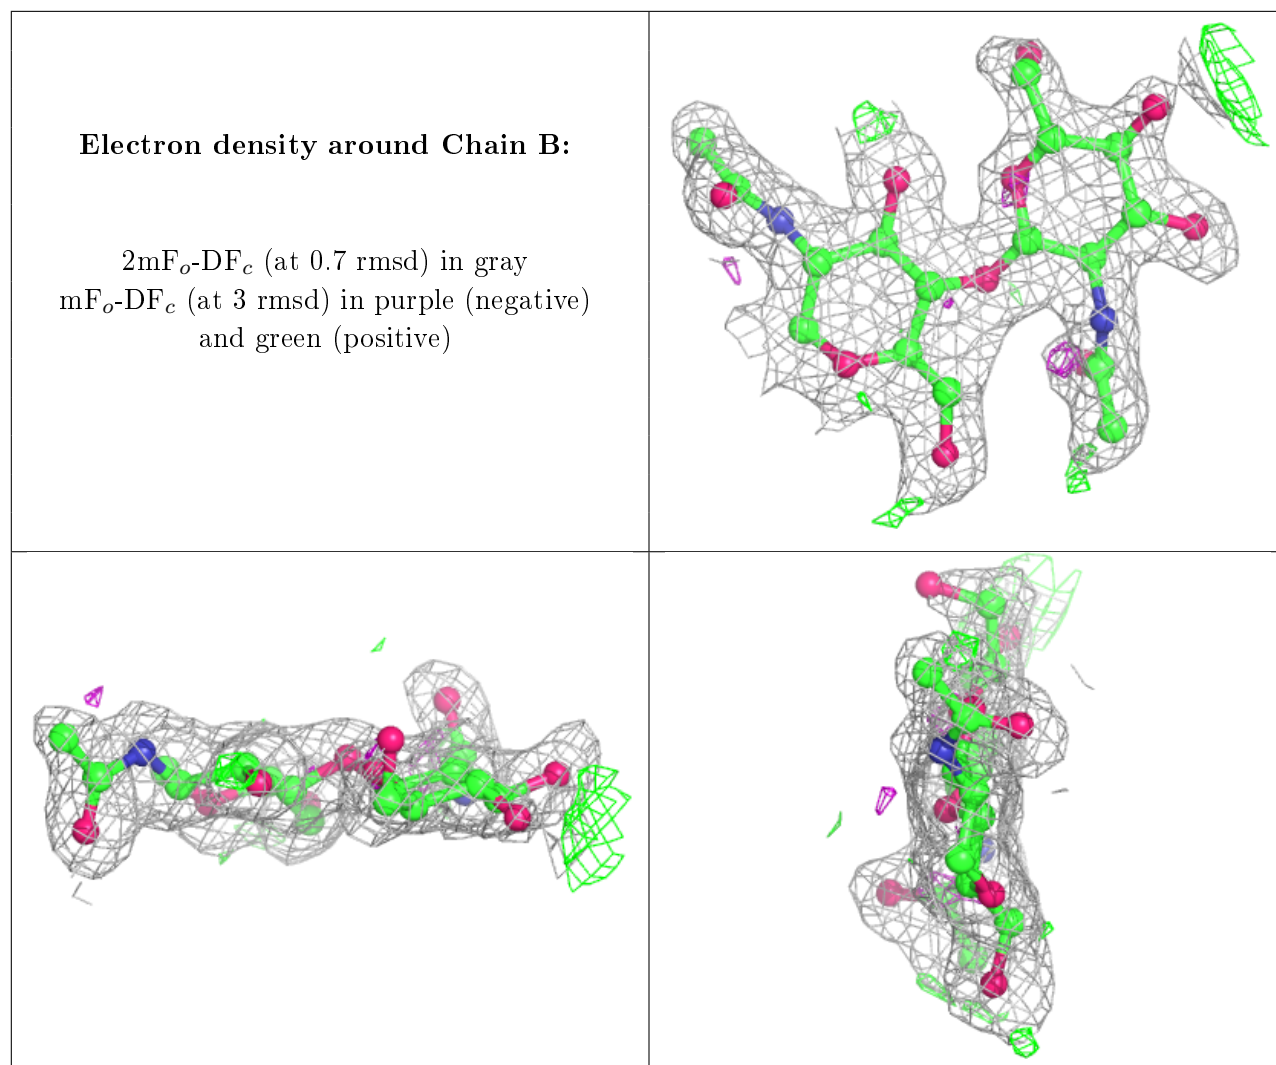 Electron density around Chain B:
2mFₒ-DF𝒸 (at 0.7 rmsd) in gray
mFₒ-DF𝒸 (at 3 rmsd) in purple (negative)
and green (positive)